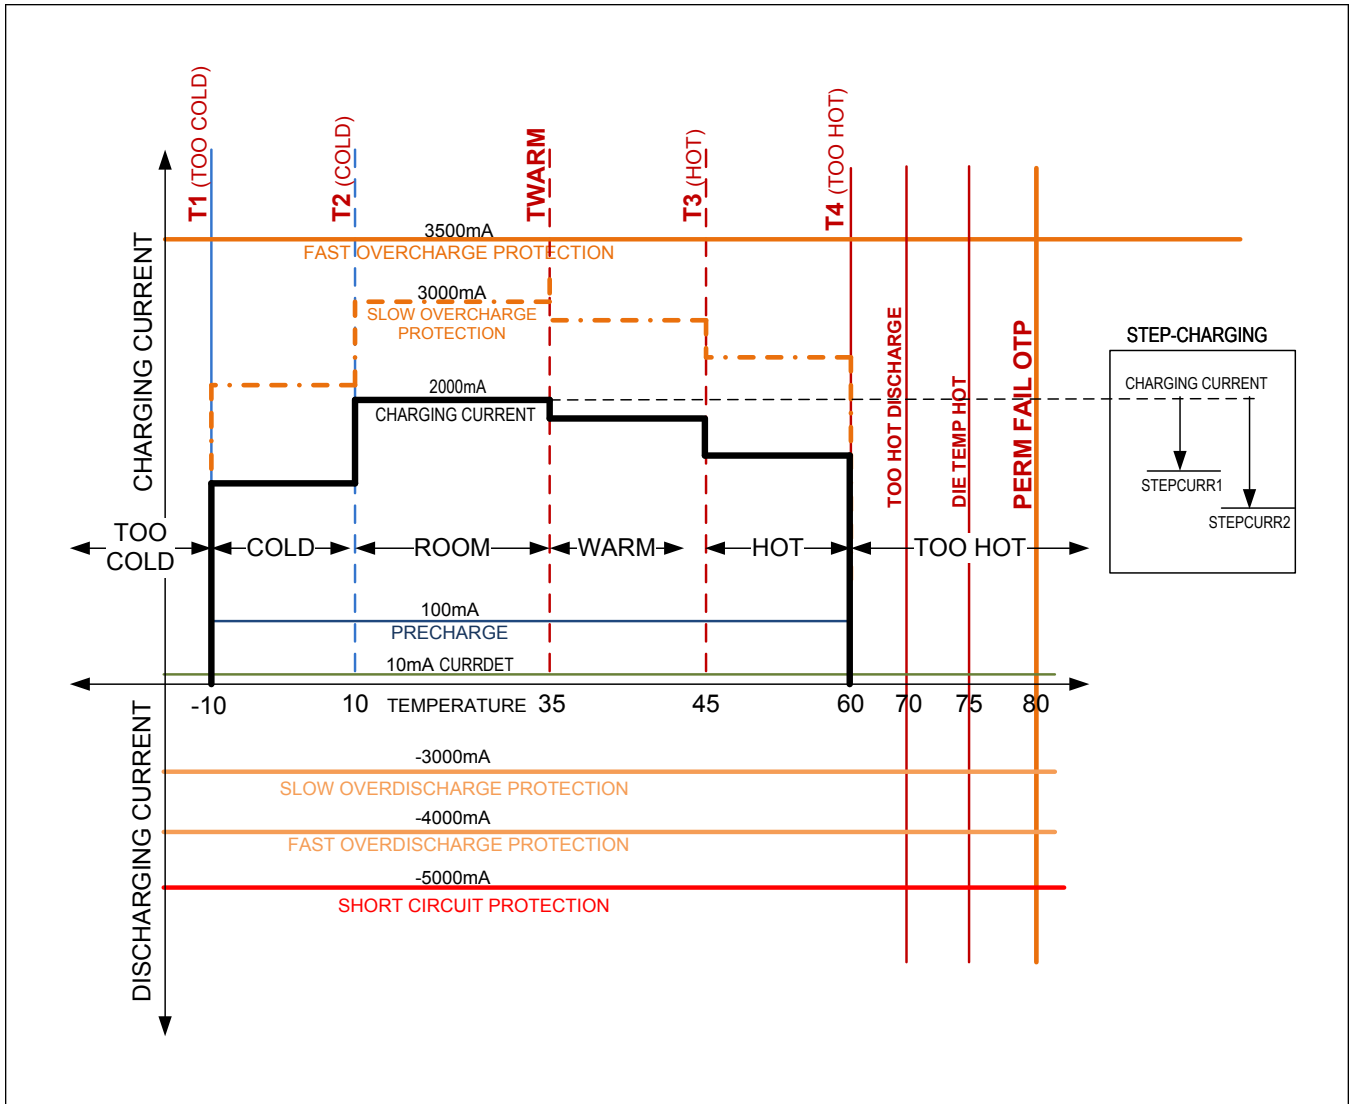 T1 (TOO COLD)
T2 (COLD)
TWARM
T3 (HOT)
T4 (TOO HOT)
CHARGING CURRENT
3500mA
FAST OVERCHARGE PROTECTION
3000mA
SLOW OVERCHARGE
PROTECTION
2000mA
CHARGING CURRENT
TOO HOT DISCHARGE
DIE TEMP HOT
PERM FAIL OTP
STEP-CHARGING
CHARGING CURRENT
STEPCURR1
STEPCURR2
TOO
COLD
COLD
ROOM
WARM
HOT
TOO HOT
100mA
PRECHARGE
10mA CURRDET
-10
10
TEMPERATURE
35
45
60
70
75
80
DISCHARGING CURRENT
-3000mA
SLOW OVERDISCHARGE PROTECTION
-4000mA
FAST OVERDISCHARGE PROTECTION
-5000mA
SHORT CIRCUIT PROTECTION